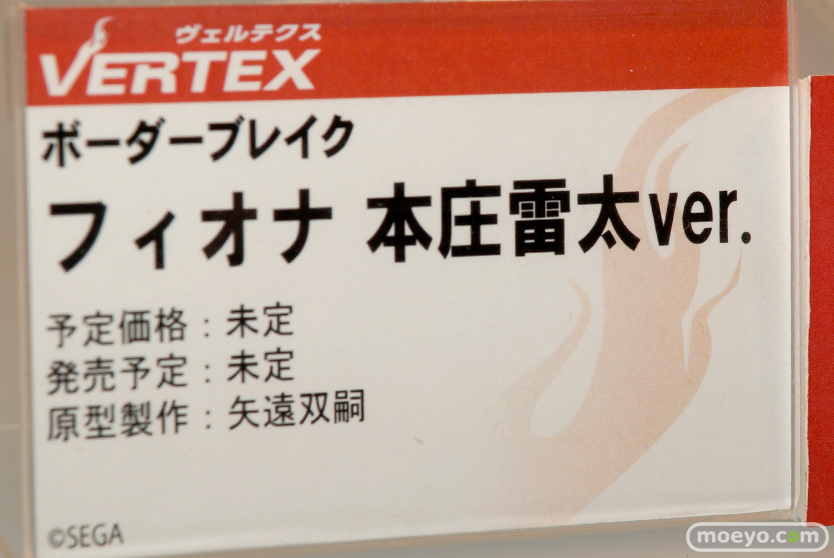 ヴェルテクス
VERTEX
ボーダーブレイク
フィオナ 本庄雷太ver.
予定価格：未定
発売予定：未定
原型製作：矢遠双嗣
©SEGA
moeyo.com